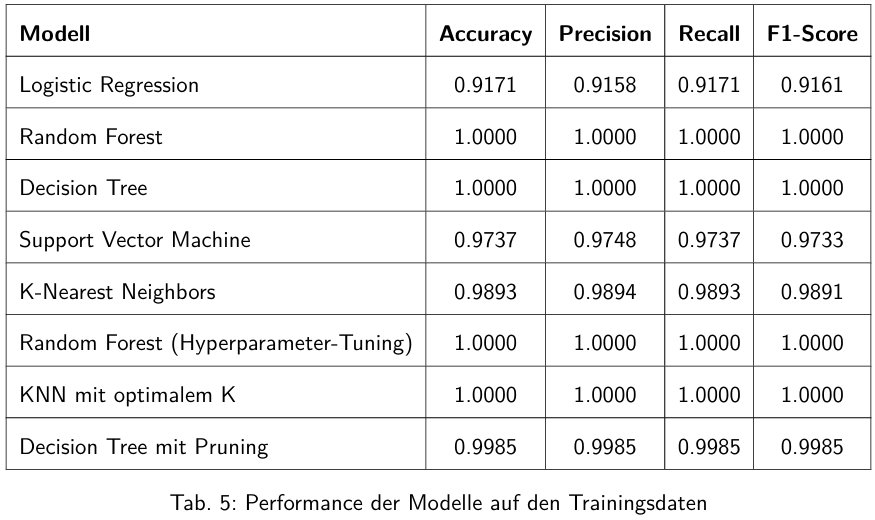 Modell Accuracy Precision Recall F1-Score
Logistic Regression 0.9171 0.9158 0.9171 0.9161
Random Forest 1.0000 1.0000 1.0000 1.0000
Decision Tree 1.0000 1.0000 1.0000 1.0000
Support Vector Machine 0.9737 0.9748 0.9737 0.9733
K-Nearest Neighbors 0.9893 0.9894 0.9893 0.9891
Random Forest (Hyperparameter-Tuning) 1.0000 1.0000 1.0000 1.0000
KNN mit optimalem K 1.0000 1.0000 1.0000 1.0000
Decision Tree mit Pruning 0.9985 0.9985 0.9985 0.9985
Tab. 5: Performance der Modelle auf den Trainingsdaten